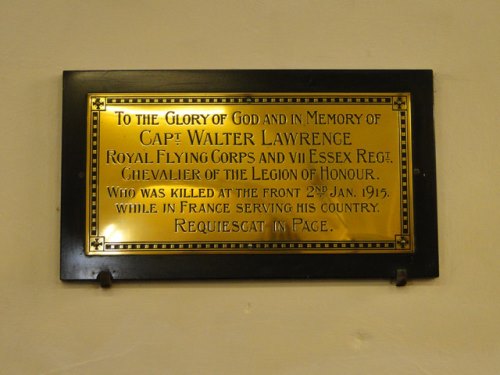 To the Glory of God and in Memory of
Capt. Walter Lawrence
Royal Flying Corps and VII Essex Regt.
Chevalier of the Legion of Honour.
Who was killed at the front 2nd Jan. 1915.
while in France serving his country.
Requiescat in Pace.